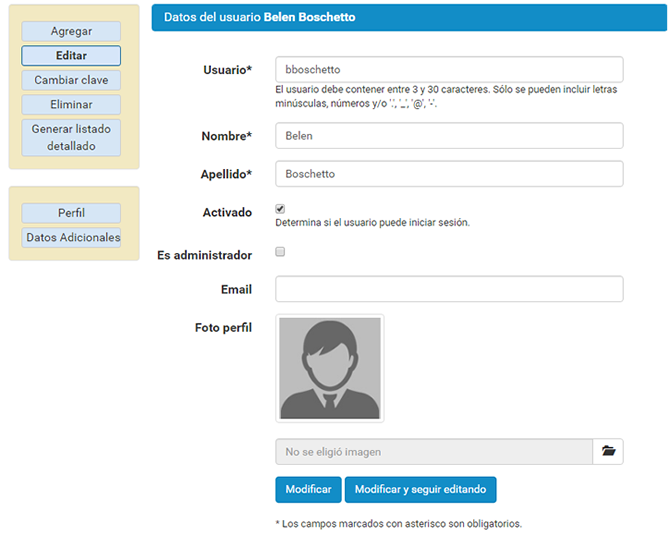 Agregar
Editar
Cambiar clave
Eliminar
Generar listado
detallado
Perfil
Datos Adicionales
Datos del usuario Belen Boschetto
Usuario* bboschetto
El usuario debe contener entre 3 y 30 caracteres. Sólo se pueden incluir letras
minúsculas, números y/o '.', '_', '@', '-'.
Nombre* Belen
Apellido* Boschetto
Activado
Determina si el usuario puede iniciar sesión.
Es administrador
Email
Foto perfil
No se eligió imagen
Modificar Modificar y seguir editando
* Los campos marcados con asterisco son obligatorios.